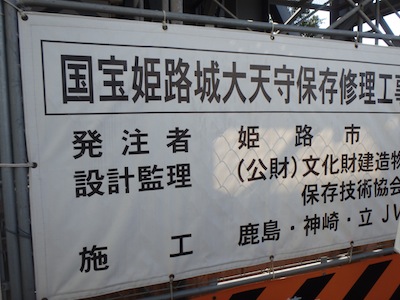 国宝姫路城大天守保存修理工事
発注者 姫路市
設計監理 (公財)文化財建造物
保存技術協会
施工 鹿島・神崎・立 JV